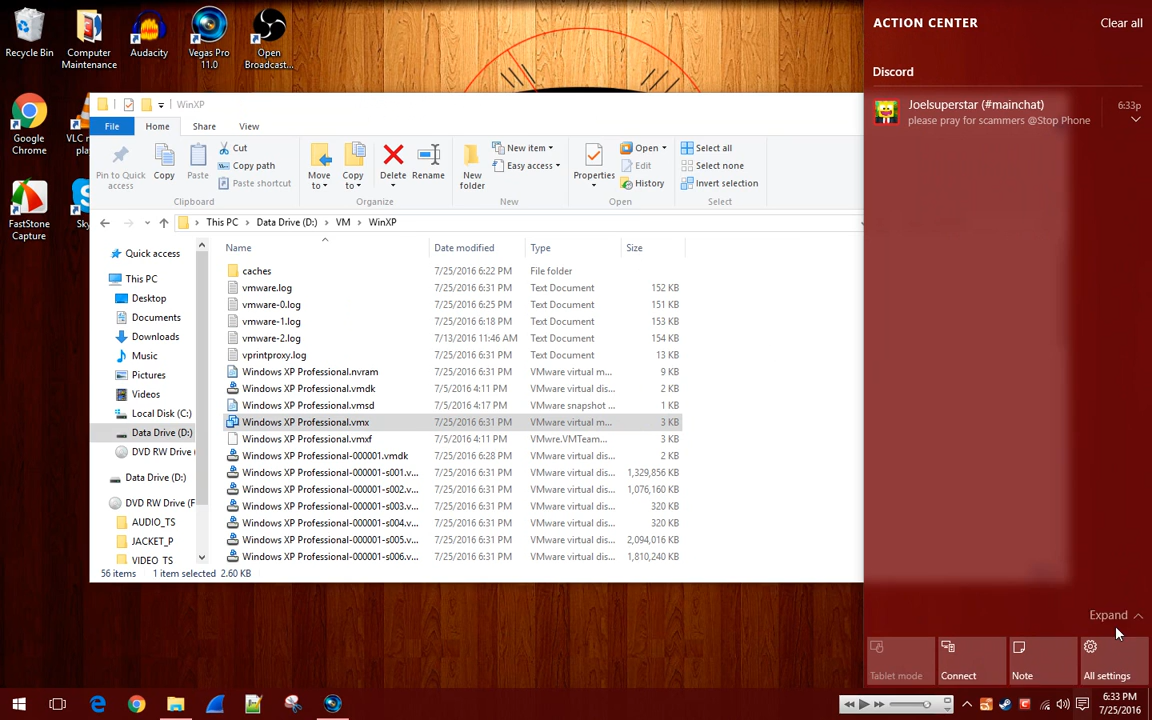 Recycle Bin
Computer
Maintenance
Audacity
Vegas Pro
11.0
Open
Broadcast...
Google
Chrome
VLC
pla
FastStone
Capture
Sky
WinXP
File
Home
Share
View
Pin to Quick
access
Copy
Paste
Cut
Copy path
Paste shortcut
Clipboard
Move
to
Copy
to
Delete
Rename
Organize
New
folder
New item
Easy access
New
Properties
Open
Edit
History
Open
Select all
Select none
Invert selection
Select
This PC
Data Drive (D:)
VM
WinXP
Name
Date modified
Type
Size
Quick access
This PC
Desktop
Documents
Downloads
Music
Pictures
Videos
Local Disk (C:)
Data Drive (D:)
DVD RW Drive (
Data Drive (D:)
DVD RW Drive (F
AUDIO_TS
JACKET_P
VIDEO_TS
caches 7/25/2016 6:22 PM File folder
vmware.log 7/25/2016 6:31 PM Text Document 152 KB
vmware-0.log 7/25/2016 6:25 PM Text Document 151 KB
vmware-1.log 7/25/2016 6:18 PM Text Document 153 KB
vmware-2.log 7/13/2016 11:46 AM Text Document 154 KB
vprintproxy.log 7/25/2016 6:31 PM Text Document 13 KB
Windows XP Professional.nvram 7/25/2016 6:31 PM VMware virtual m... 9 KB
Windows XP Professional.vmdk 7/5/2016 4:11 PM VMware virtual dis... 2 KB
Windows XP Professional.vmsd 7/5/2016 4:17 PM VMware snapshot ... 1 KB
Windows XP Professional.vmx 7/25/2016 6:31 PM VMware virtual m... 3 KB
Windows XP Professional.vmxf 7/5/2016 4:11 PM VMwre.VMTeam... 3 KB
Windows XP Professional-000001.vmdk 7/25/2016 6:28 PM VMware virtual dis... 2 KB
Windows XP Professional-000001-s001.v... 7/25/2016 6:31 PM VMware virtual dis... 1,329,856 KB
Windows XP Professional-000001-s002.v... 7/25/2016 6:31 PM VMware virtual dis... 1,076,160 KB
Windows XP Professional-000001-s003.v... 7/25/2016 6:31 PM VMware virtual dis... 320 KB
Windows XP Professional-000001-s004.v... 7/25/2016 6:31 PM VMware virtual dis... 320 KB
Windows XP Professional-000001-s005.v... 7/25/2016 6:31 PM VMware virtual dis... 2,094,016 KB
Windows XP Professional-000001-s006.v... 7/25/2016 6:31 PM VMware virtual dis... 1,810,240 KB
56 items 1 item selected 2.60 KB
ACTION CENTER
Clear all
Discord
Joelsuperstar (#mainchat)
6:33p
please pray for scammers @Stop Phone
Expand
Tablet mode
Connect
Note
All settings
6:33 PM
7/25/2016